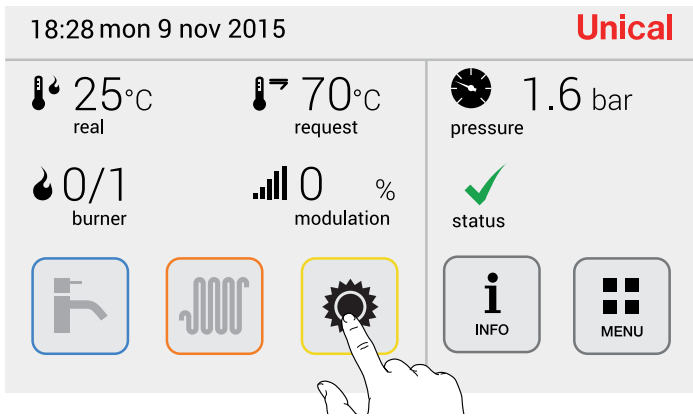 18:28 mon 9 nov 2015
Unical
25°C
real
70°C
request
1.6 bar
pressure
0/1
burner
0 %
modulation
status
i
INFO
MENU